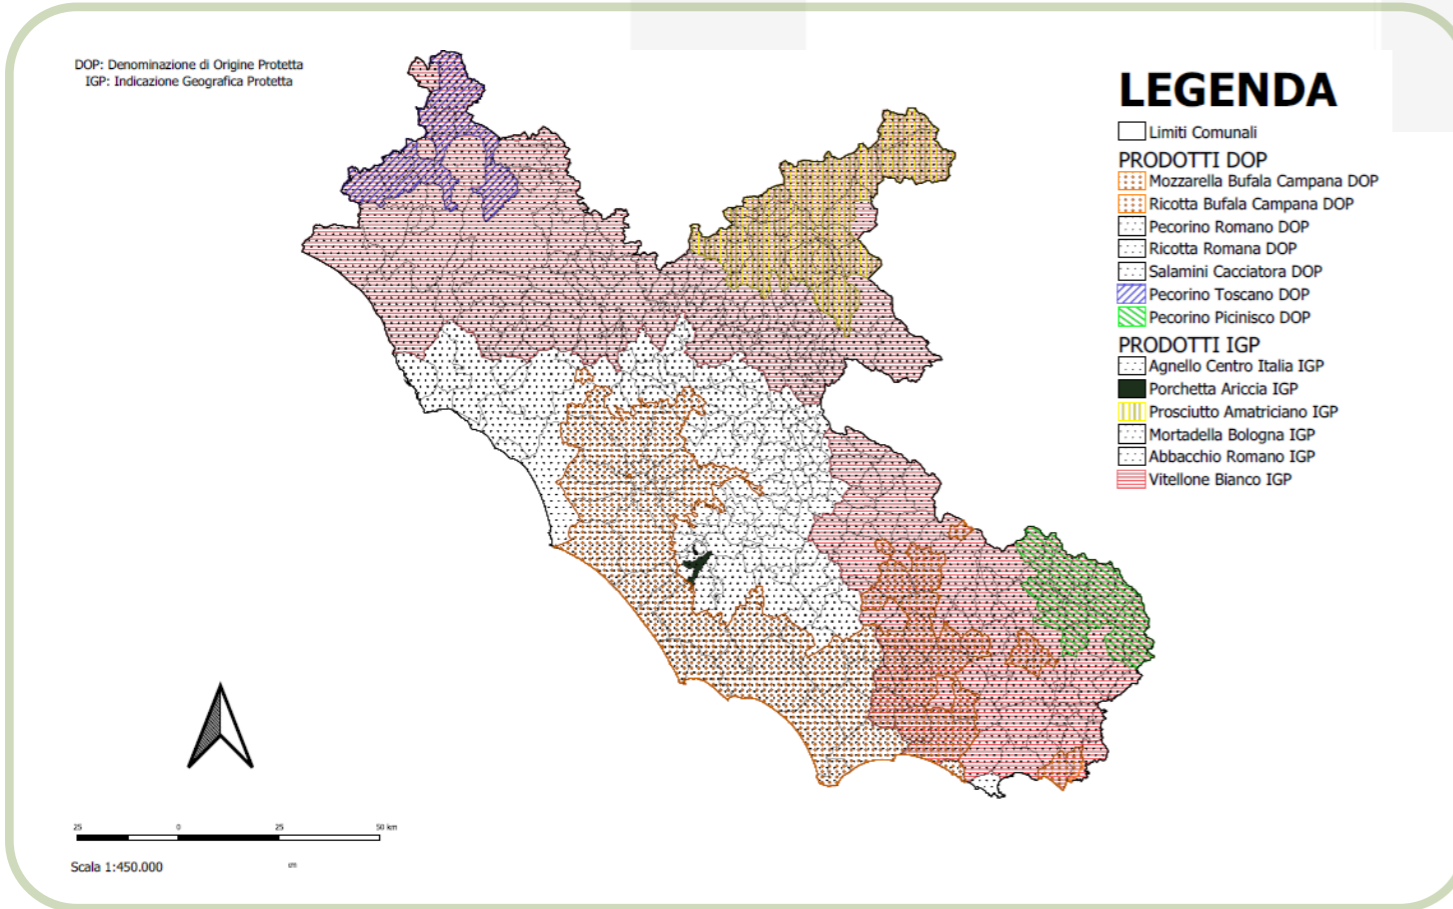 DOP: Denominazione di Origine Protetta
IGP: Indicazione Geografica Protetta
LEGENDA
Limiti Comunali
PRODOTTI DOP
Mozzarella Bufala Campana DOP
Ricotta Bufala Campana DOP
Pecorino Romano DOP
Ricotta Romana DOP
Salamini Cacciatora DOP
Pecorino Toscano DOP
Pecorino Picinisco DOP
PRODOTTI IGP
Agnello Centro Italia IGP
Porchetta Ariccia IGP
Prosciutto Amatriciano IGP
Mortadella Bologna IGP
Abbacchio Romano IGP
Vitellone Bianco IGP
25 0 25 50 km
Scala 1:450.000